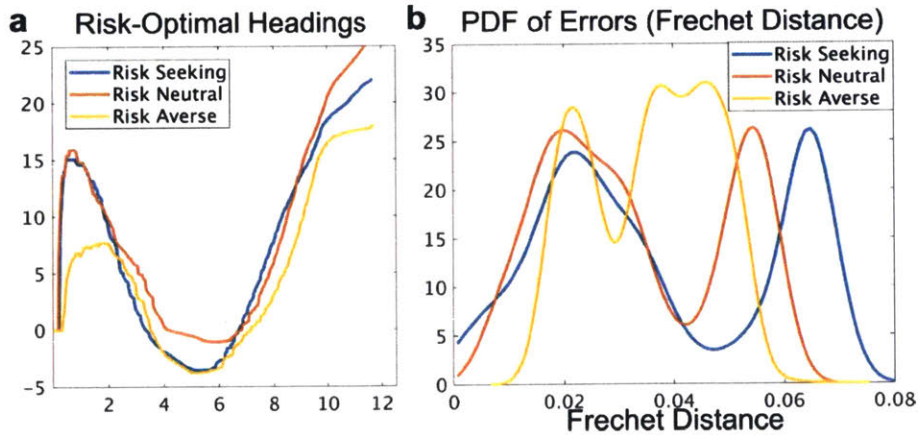 a Risk-Optimal Headings
25
20
15
10
5
0
-5
Risk Seeking
Risk Neutral
Risk Averse
2 4 6 8 10 12
b PDF of Errors (Frechet Distance)
35
30
25
20
15
10
5
0
Risk Seeking
Risk Neutral
Risk Averse
0 0.02 0.04 0.06 0.08
Frechet Distance